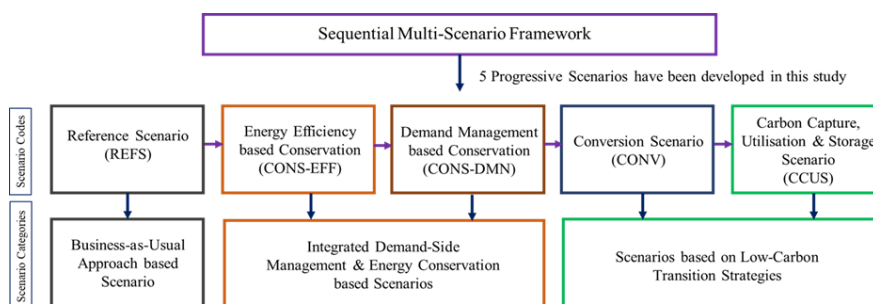 Sequential Multi-Scenario Framework
5 Progressive Scenarios have been developed in this study
Scenario Codes
Reference Scenario
(REFS)
Energy Efficiency
based Conservation
(CONS-EFF)
Demand Management
based Conservation
(CONS-DMN)
Conversion Scenario
(CONV)
Carbon Capture,
Utilisation & Storage
Scenario
(CCUS)
Scenario Categories
Business-as-Usual
Approach based
Scenario
Integrated Demand-Side
Management & Energy Conservation
based Scenarios
Scenarios based on Low-Carbon
Transition Strategies